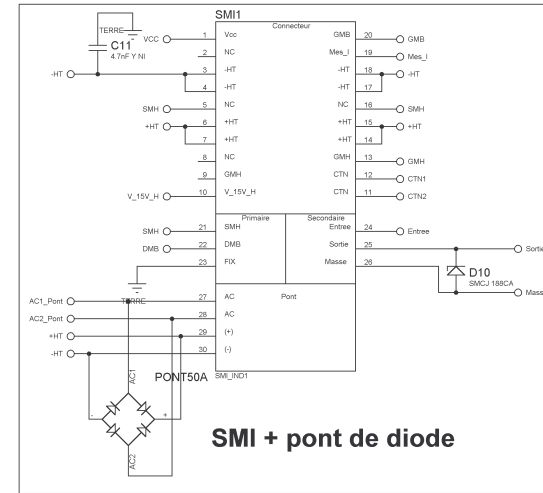 SMI1
Connecteur
TERRE
VCC 1 Vcc GMB 20 GMB
C11
4.7nF Y NI
2 NC Mes_I 19 Mes_I
-HT 3 -HT -HT 18 -HT
4 -HT -HT 17
SMH 5 NC NC 16 SMH
+HT 6 +HT +HT 15 +HT
7 +HT +HT 14
8 NC GMH 13 GMH
9 GMH CTN 12 CTN1
V_15V_H 10 V_15V_H CTN 11 CTN2
Primaire Secondaire
SMH 21 SMH Entree 24 Entree
DMB 22 DMB Sortie 25 Sortie
23 FIX Masse 26
D10
SMCJ 188CA
Mass
TERRE
AC1_Pont 27 AC Pont
AC2_Pont 28 AC
+HT 29 (+)
-HT 30 (-)
PONT50A SMI_IND1
AC1
- +
AC2
SMI + pont de diode